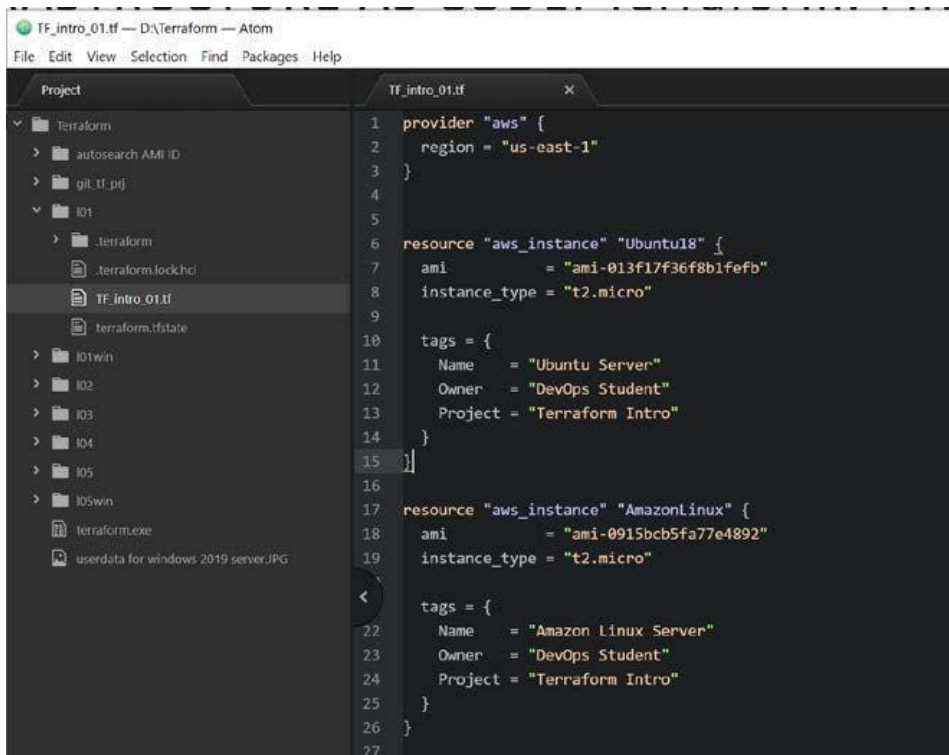 TF_intro_01.tf — D:\Terraform — Atom
File Edit View Selection Find Packages Help
Project
Terraform
autosearch AMI ID
git_tf_prj
l01
.terraform
.terraform.lock.hcl
TF_intro_01.tf
terraform.tfstate
l01win
l02
l03
l04
l05
l05win
terraform.exe
userdata for windows 2019 server.JPG
TF_intro_01.tf ×
1 provider "aws" {
2 region = "us-east-1"
3 }
4
5
6 resource "aws_instance" "Ubuntu18" {
7 ami = "ami-013f17f36f8b1fefb"
8 instance_type = "t2.micro"
9
10 tags = {
11 Name = "Ubuntu Server"
12 Owner = "DevOps Student"
13 Project = "Terraform Intro"
14 }
15 }
16
17 resource "aws_instance" "AmazonLinux" {
18 ami = "ami-0915bcb5fa77e4892"
19 instance_type = "t2.micro"
tags = {
22 Name = "Amazon Linux Server"
23 Owner = "DevOps Student"
24 Project = "Terraform Intro"
25 }
26 }
27